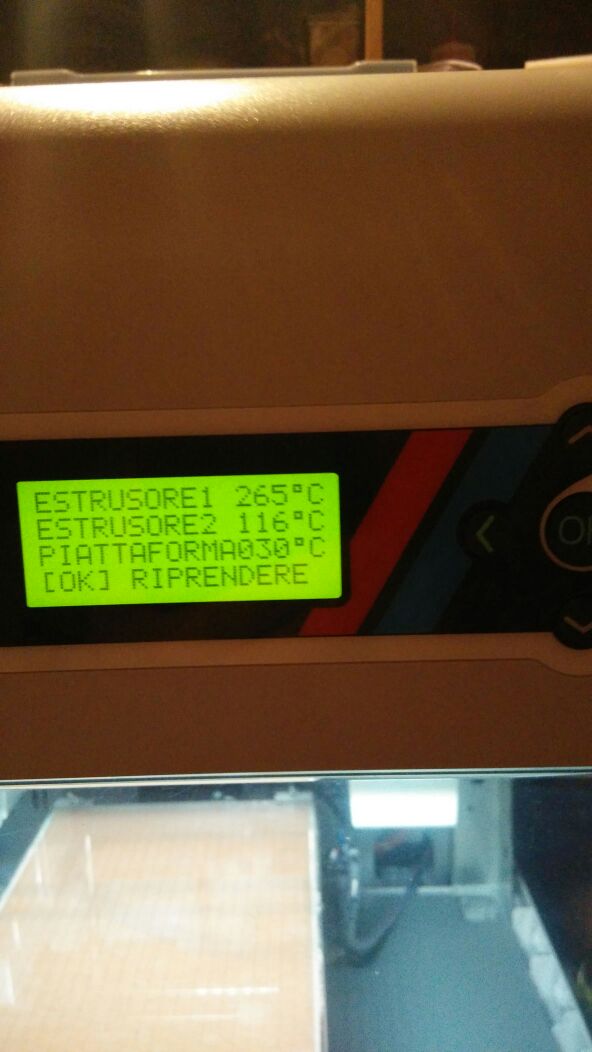 ESTRUSORE1 265°C
ESTRUSORE2 116°C
PIATTAFORMA030°C
[OK] RIPRENDERE